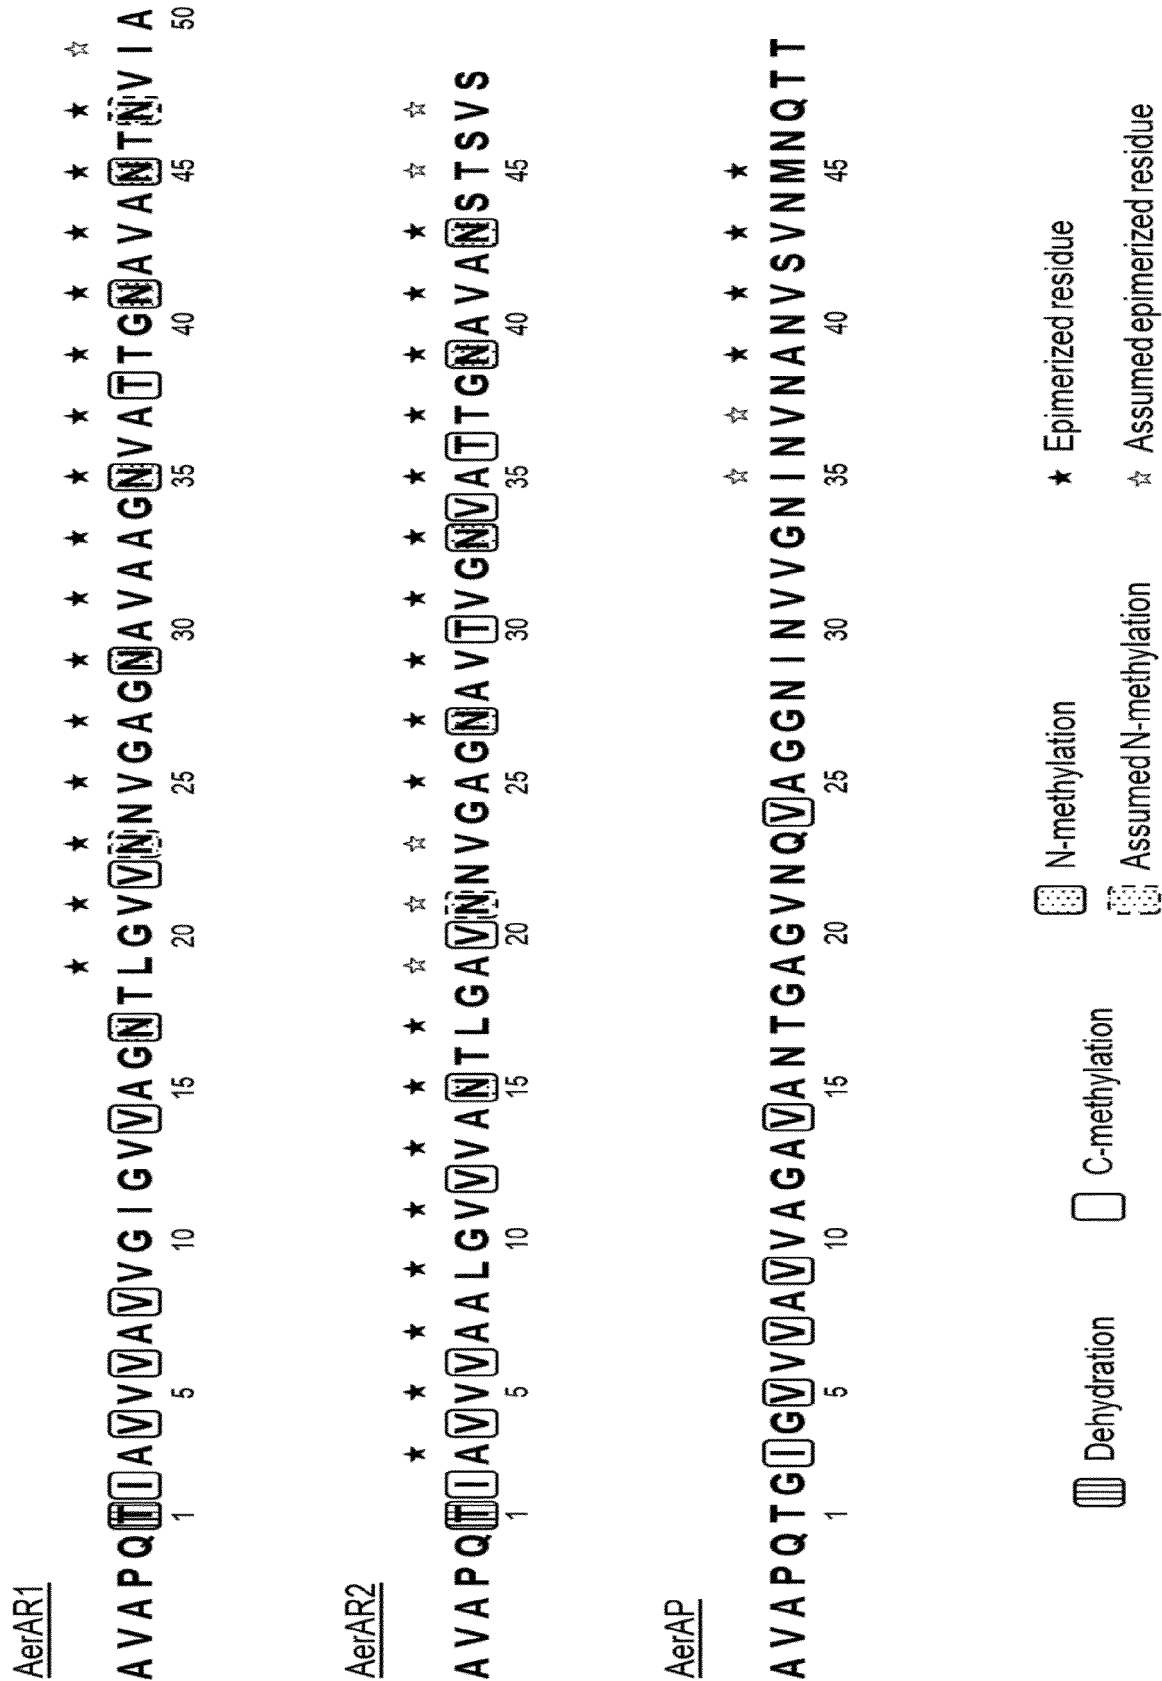 AerAR1
A V A P Q T I A V V V A V V G I G V V A G N T L G V V N N V G A G N A V A A G N V A T T G N A V A N T N V I A
1 5 10 15 20 25 30 35 40 45 50
AerAR2
A V A P Q T I A V V V A A L G V V V A N T L G A V N N V G A G N A V T V G N V A T T G N A V A N S T S V S
1 5 10 15 20 25 30 35 40 45
AerAP
A V A P Q T G I G V V V A V V A G A V A N T G A G V N Q V A G G N I N V V G N I N V N A N V S V N M N Q T T
1 5 10 15 20 25 30 35 40 45
Dehydration
C-methylation
N-methylation
Assumed N-methylation
Epimerized residue
Assumed epimerized residue